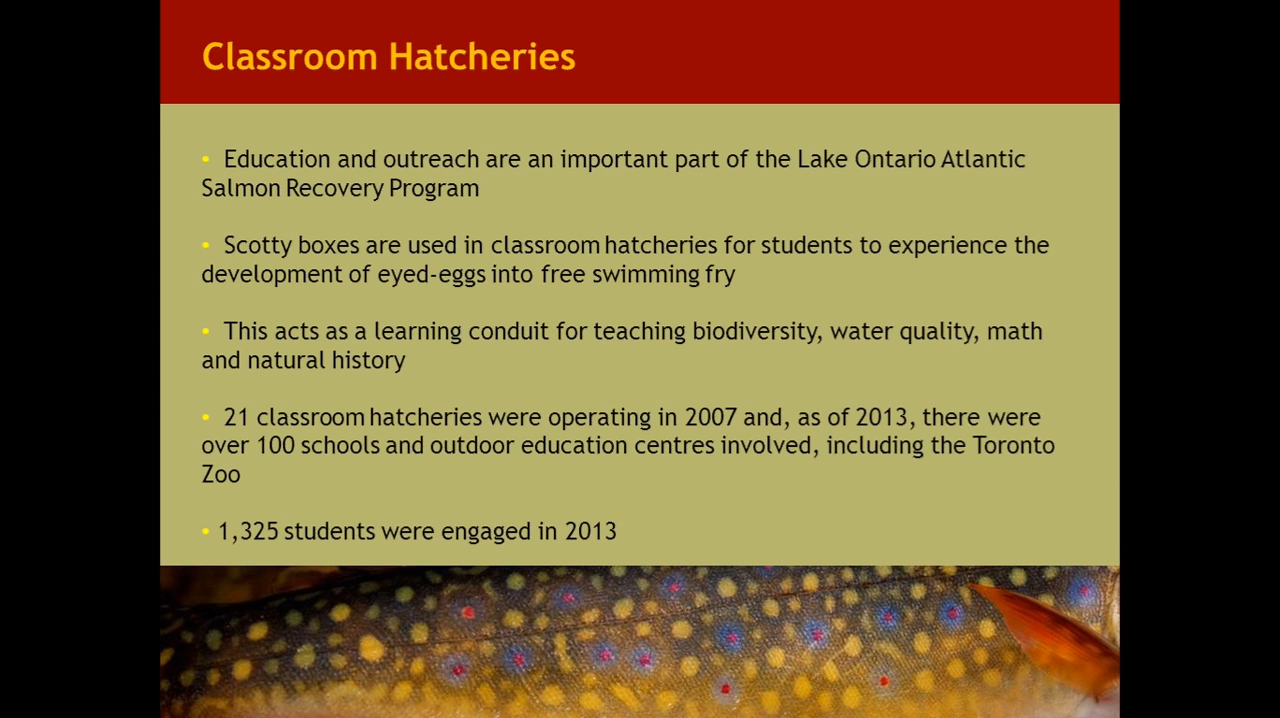 Classroom Hatcheries
• Education and outreach are an important part of the Lake Ontario Atlantic
Salmon Recovery Program
• Scotty boxes are used in classroom hatcheries for students to experience the
development of eyed-eggs into free swimming fry
• This acts as a learning conduit for teaching biodiversity, water quality, math
and natural history
• 21 classroom hatcheries were operating in 2007 and, as of 2013, there were
over 100 schools and outdoor education centres involved, including the Toronto
Zoo
• 1,325 students were engaged in 2013